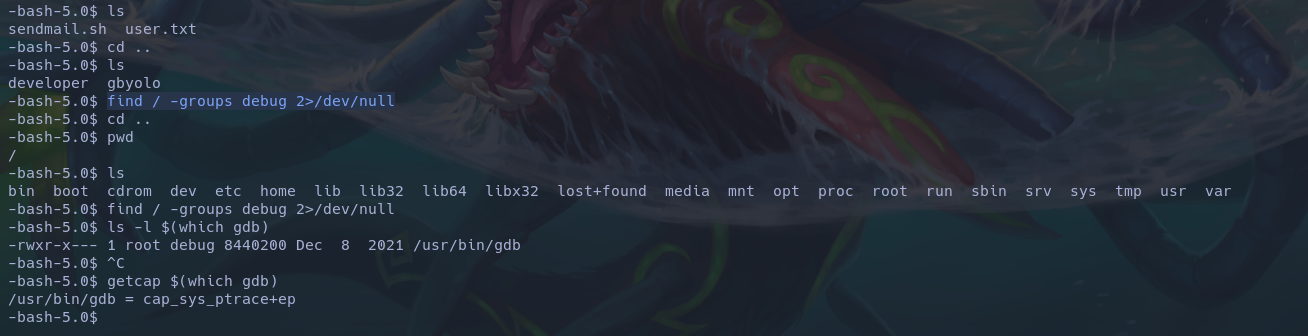 -bash-5.0$ ls
sendmail.sh  user.txt
-bash-5.0$ cd ..
-bash-5.0$ ls
developer  gbyolo
-bash-5.0$ find / -groups debug 2>/dev/null
-bash-5.0$ cd ..
-bash-5.0$ pwd
/
-bash-5.0$ ls
bin  boot  cdrom  dev  etc  home  lib  lib32  lib64  libx32  lost+found  media  mnt  opt  proc  root  run  sbin  srv  sys  tmp  usr  var
-bash-5.0$ find / -groups debug 2>/dev/null
-bash-5.0$ ls -l $(which gdb)
-rwxr-x--- 1 root debug 8440200 Dec  8  2021 /usr/bin/gdb
-bash-5.0$ ^C
-bash-5.0$ getcap $(which gdb)
/usr/bin/gdb = cap_sys_ptrace+ep
-bash-5.0$